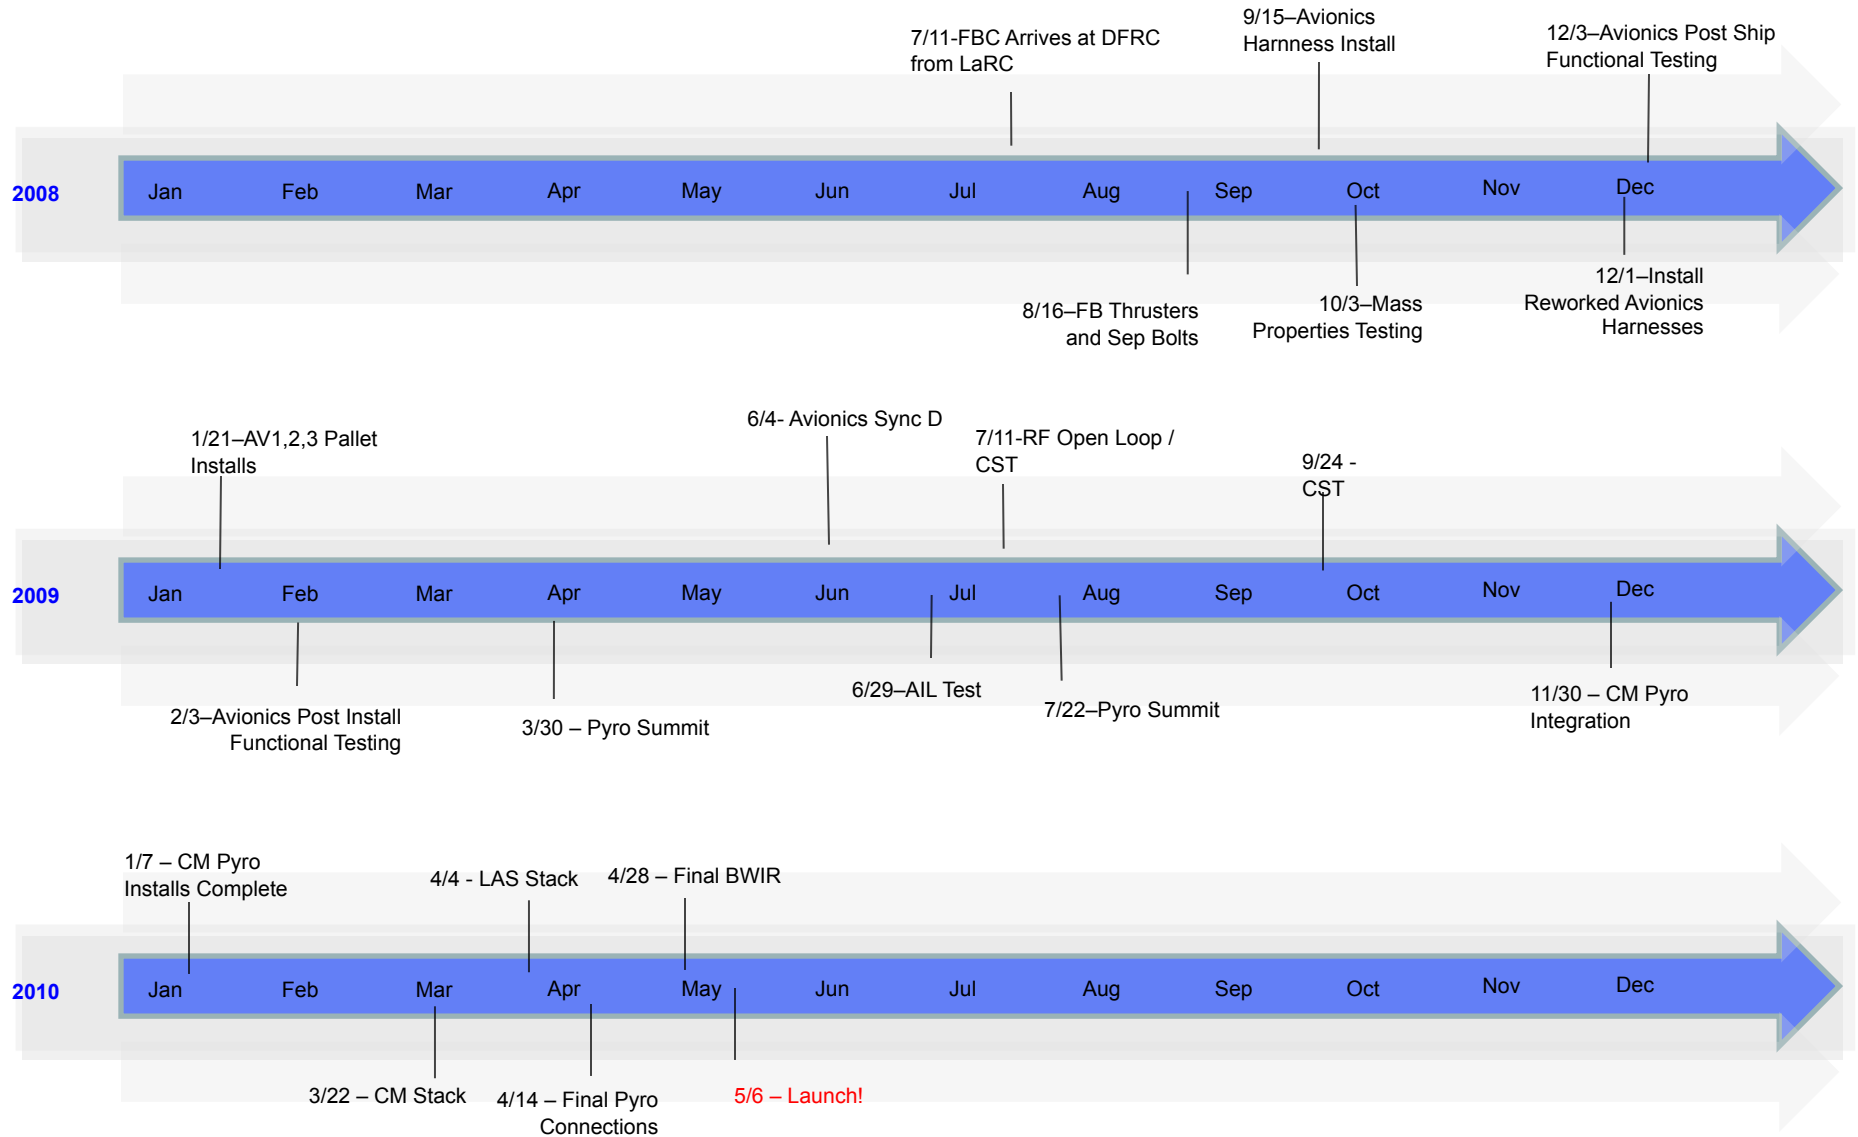 7/11-FBC Arrives at DFRC
from LaRC
9/15–Avionics
Harnness Install
12/3–Avionics Post Ship
Functional Testing
2008
Jan Feb Mar Apr May Jun Jul Aug Sep Oct Nov Dec
8/16–FB Thrusters
and Sep Bolts
10/3–Mass
Properties Testing
12/1–Install
Reworked Avionics
Harnesses
1/21–AV1,2,3 Pallet
Installs
6/4- Avionics Sync D
7/11-RF Open Loop /
CST
9/24 -
CST
2009
Jan Feb Mar Apr May Jun Jul Aug Sep Oct Nov Dec
2/3–Avionics Post Install
Functional Testing
3/30 – Pyro Summit
6/29–AIL Test
7/22–Pyro Summit
11/30 – CM Pyro
Integration
1/7 – CM Pyro
Installs Complete
4/4 - LAS Stack
4/28 – Final BWIR
2010
Jan Feb Mar Apr May Jun Jul Aug Sep Oct Nov Dec
3/22 – CM Stack
4/14 – Final Pyro
Connections
5/6 – Launch!